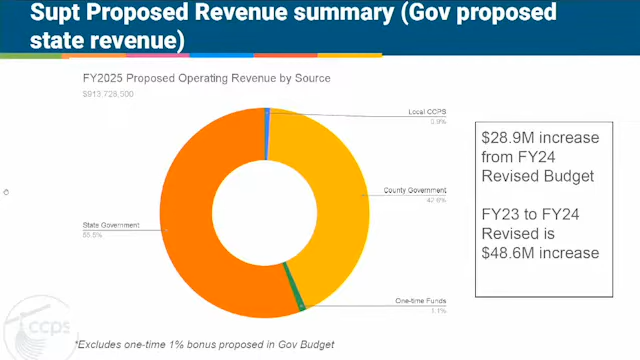 Supt Proposed Revenue summary (Gov proposed
state revenue)
FY2025 Proposed Operating Revenue by Source
$913,728,500
Local CCPS
0.9%
County Government
42.6%
State Government
55.5%
One-time Funds
1.1%
$28.9M increase
from FY24
Revised Budget
FY23 to FY24
Revised is
$48.6M increase
CCPS
*Excludes one-time 1% bonus proposed in Gov Budget